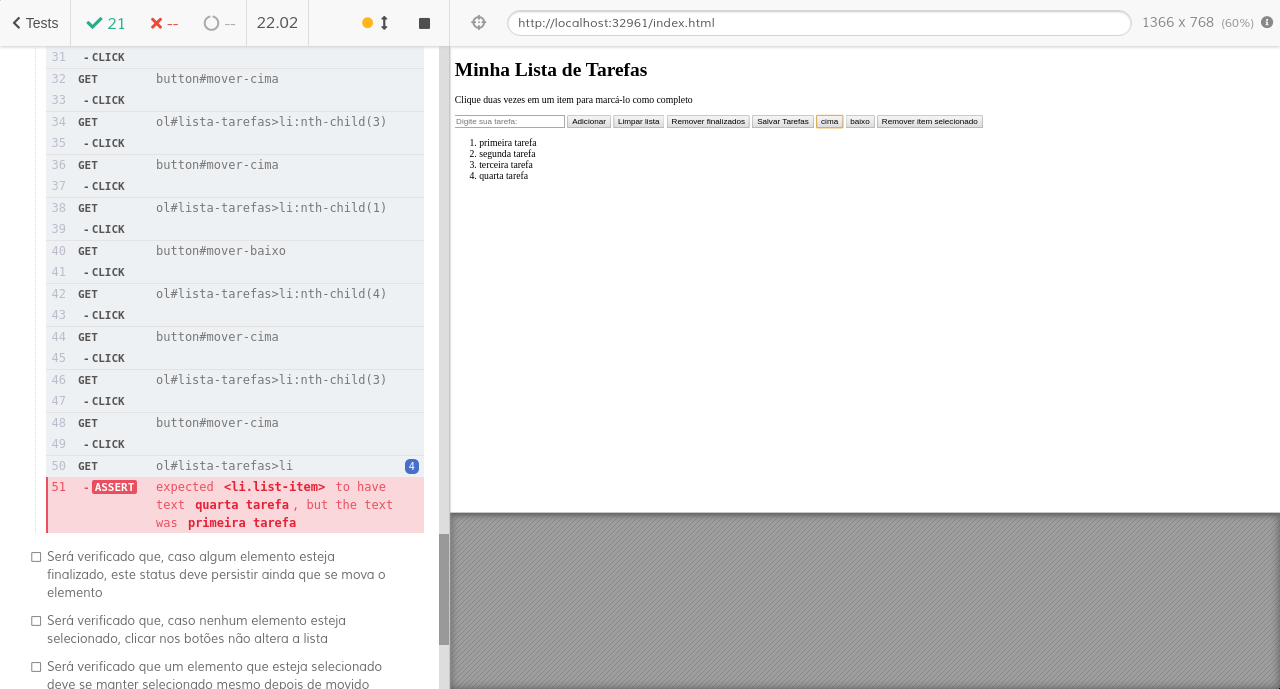 Tests
21
--
--
22.02
http://localhost:32961/index.html
1366 x 768 (60%)
31 - CLICK
32 GET button#mover-cima
33 - CLICK
34 GET ol#lista-tarefas>li:nth-child(3)
35 - CLICK
36 GET button#mover-cima
37 - CLICK
38 GET ol#lista-tarefas>li:nth-child(1)
39 - CLICK
40 GET button#mover-baixo
41 - CLICK
42 GET ol#lista-tarefas>li:nth-child(4)
43 - CLICK
44 GET button#mover-cima
45 - CLICK
46 GET ol#lista-tarefas>li:nth-child(3)
47 - CLICK
48 GET button#mover-cima
49 - CLICK
50 GET ol#lista-tarefas>li 4
51 - ASSERT expected <li.list-item> to have
text quarta tarefa, but the text
was primeira tarefa
Será verificado que, caso algum elemento esteja
finalizado, este status deve persistir ainda que se mova o
elemento
Será verificado que, caso nenhum elemento esteja
selecionado, clicar nos botões não altera a lista
Será verificado que um elemento que esteja selecionado
deve se manter selecionado mesmo depois de movido
Minha Lista de Tarefas
Clique duas vezes em um item para marcá-lo como completo
Digite sua tarefa: Adicionar Limpar lista Remover finalizados Salvar Tarefas cima baixo Remover item selecionado
1. primeira tarefa
2. segunda tarefa
3. terceira tarefa
4. quarta tarefa